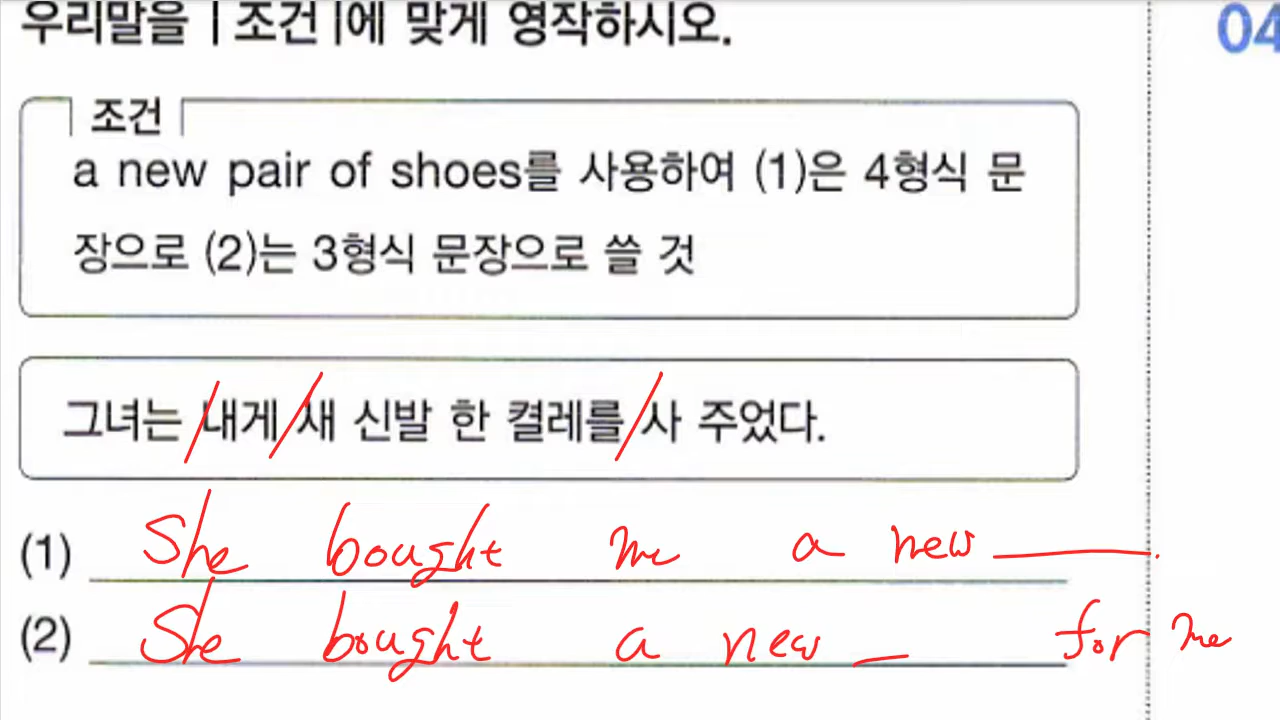 우리말을 |조건|에 맞게 영작하시오.
04
조건
a new pair of shoes를 사용하여 (1)은 4형식 문
장으로 (2)는 3형식 문장으로 쓸 것
그녀는 / 내게 / 새 신발 한 켤레를 / 사 주었다.
(1) She bought me a new ______.
(2) She bought a new __ for me